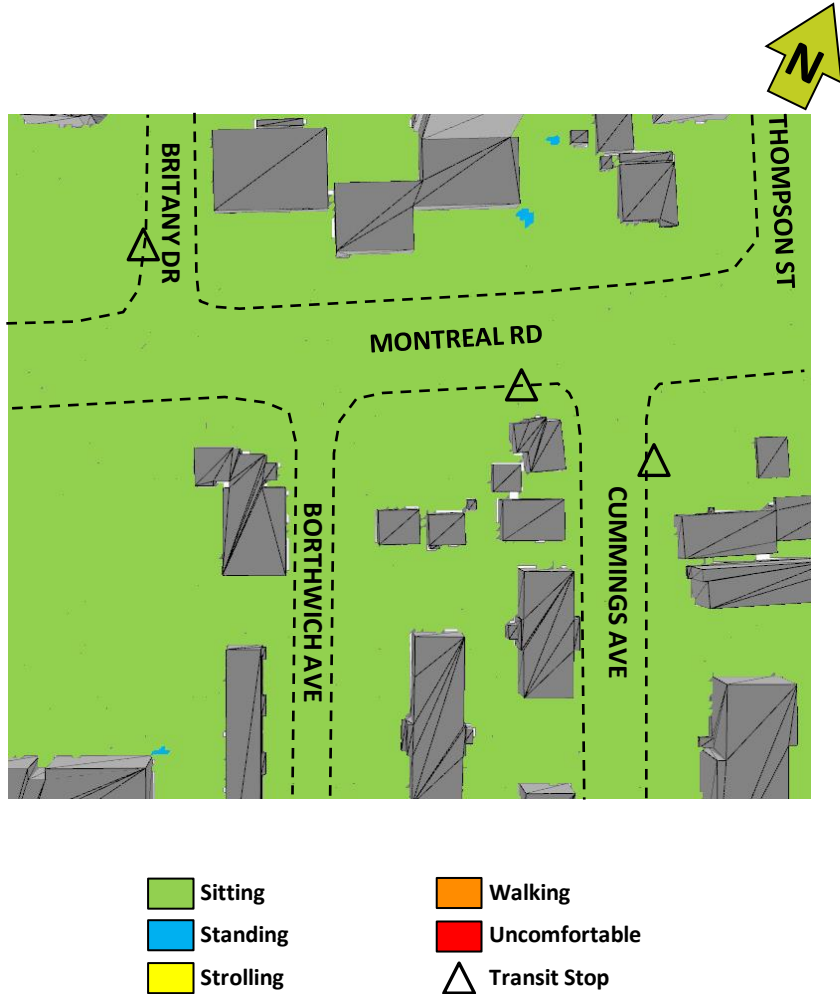 N
BRITANY DR
THOMPSON ST
MONTREAL RD
BORTHWICH AVE
CUMMINGS AVE
Sitting
Standing
Strolling
Walking
Uncomfortable
Transit Stop